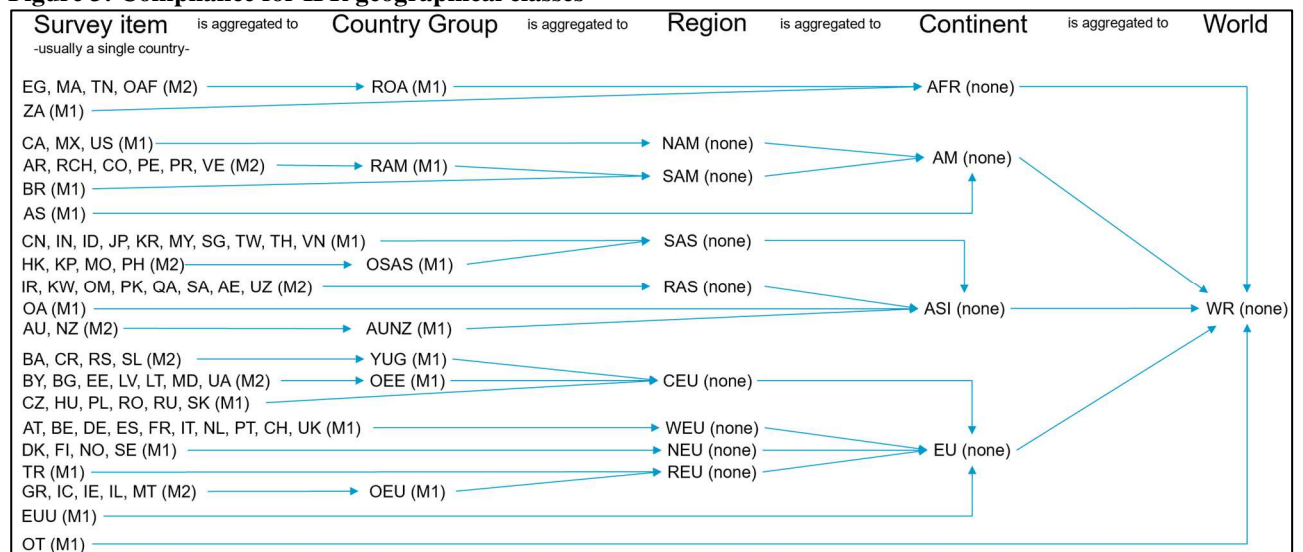 Survey item is aggregated to Country Group is aggregated to Region is aggregated to Continent is aggregated to World
-usually a single country-
EG, MA, TN, OAF (M2) ROA (M1) AFR (none)
ZA (M1)
CA, MX, US (M1) NAM (none)
AM (none)
AR, RCH, CO, PE, PR, VE (M2) RAM (M1)
SAM (none)
BR (M1)
AS (M1)
CN, IN, ID, JP, KR, MY, SG, TW, TH, VN (M1) SAS (none)
HK, KP, MO, PH (M2) OSAS (M1)
IR, KW, OM, PK, QA, SA, AE, UZ (M2) RAS (none)
OA (M1) ASI (none) WR (none)
AU, NZ (M2) AUNZ (M1)
BA, CR, RS, SL (M2) YUG (M1)
BY, BG, EE, LV, LT, MD, UA (M2) OEE (M1) CEU (none)
CZ, HU, PL, RO, RU, SK (M1)
AT, BE, DE, ES, FR, IT, NL, PT, CH, UK (M1) WEU (none)
DK, FI, NO, SE (M1) NEU (none) EU (none)
TR (M1) REU (none)
GR, IC, IE, IL, MT (M2) OEU (M1)
EUU (M1)
OT (M1)